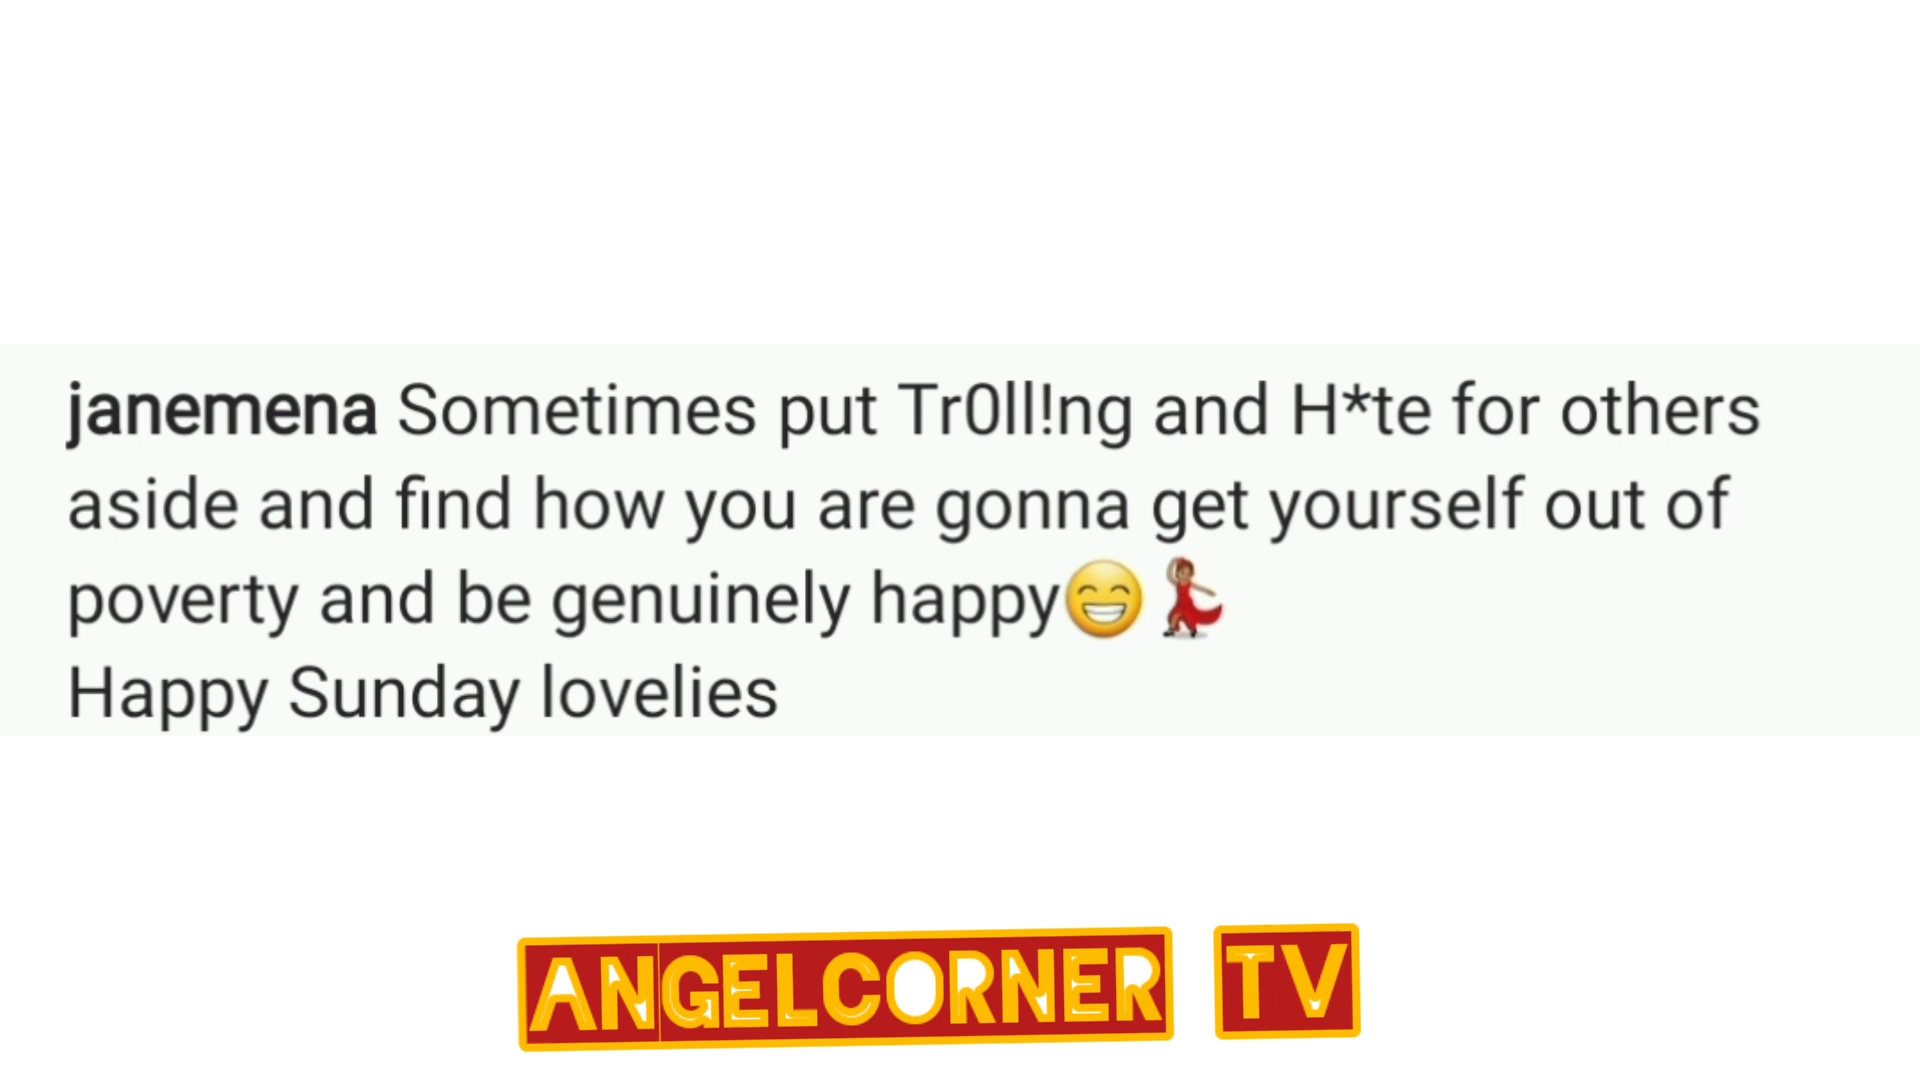 janemena Sometimes put Tr0ll!ng and H*te for others
aside and find how you are gonna get yourself out of
poverty and be genuinely happy😁💃🏽
Happy Sunday lovelies
ANGELCORNER TV